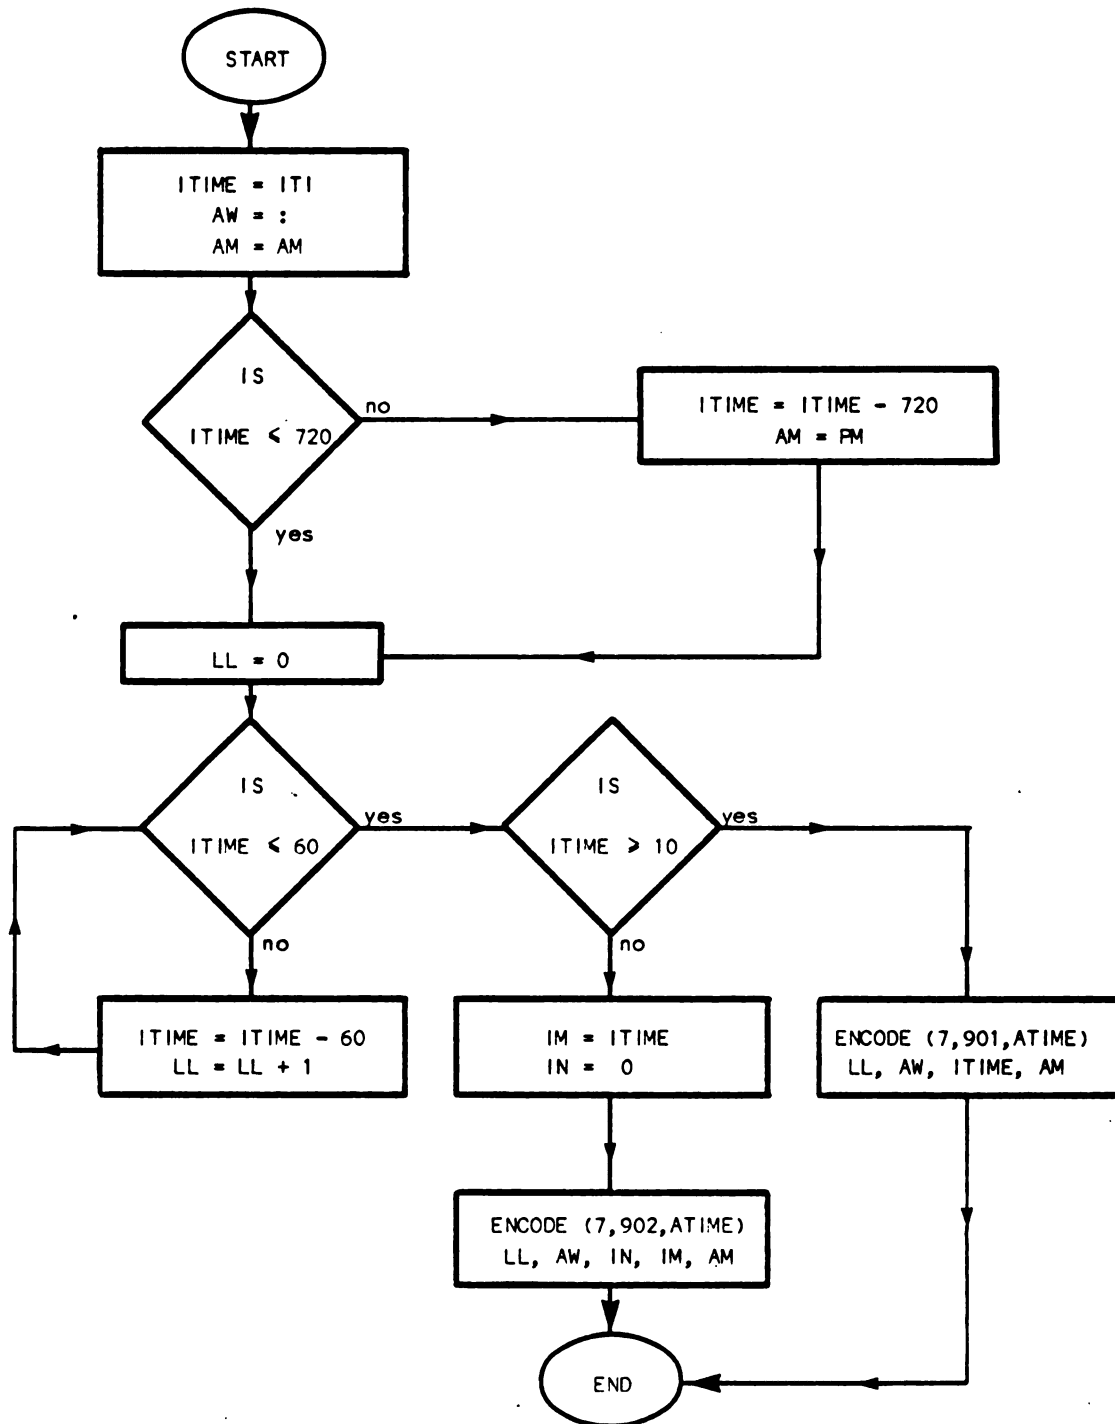 START
ITIME = ITI
AW = :
AM = AM
IS
ITIME ⩽ 720
no
yes
ITIME = ITIME - 720
AM = PM
LL = 0
IS
ITIME ⩽ 60
yes
no
IS
ITIME ⩾ 10
yes
no
ITIME = ITIME - 60
LL = LL + 1
IM = ITIME
IN = 0
ENCODE (7,901,ATIME)
LL, AW, ITIME, AM
ENCODE (7,902,ATIME)
LL, AW, IN, IM, AM
END